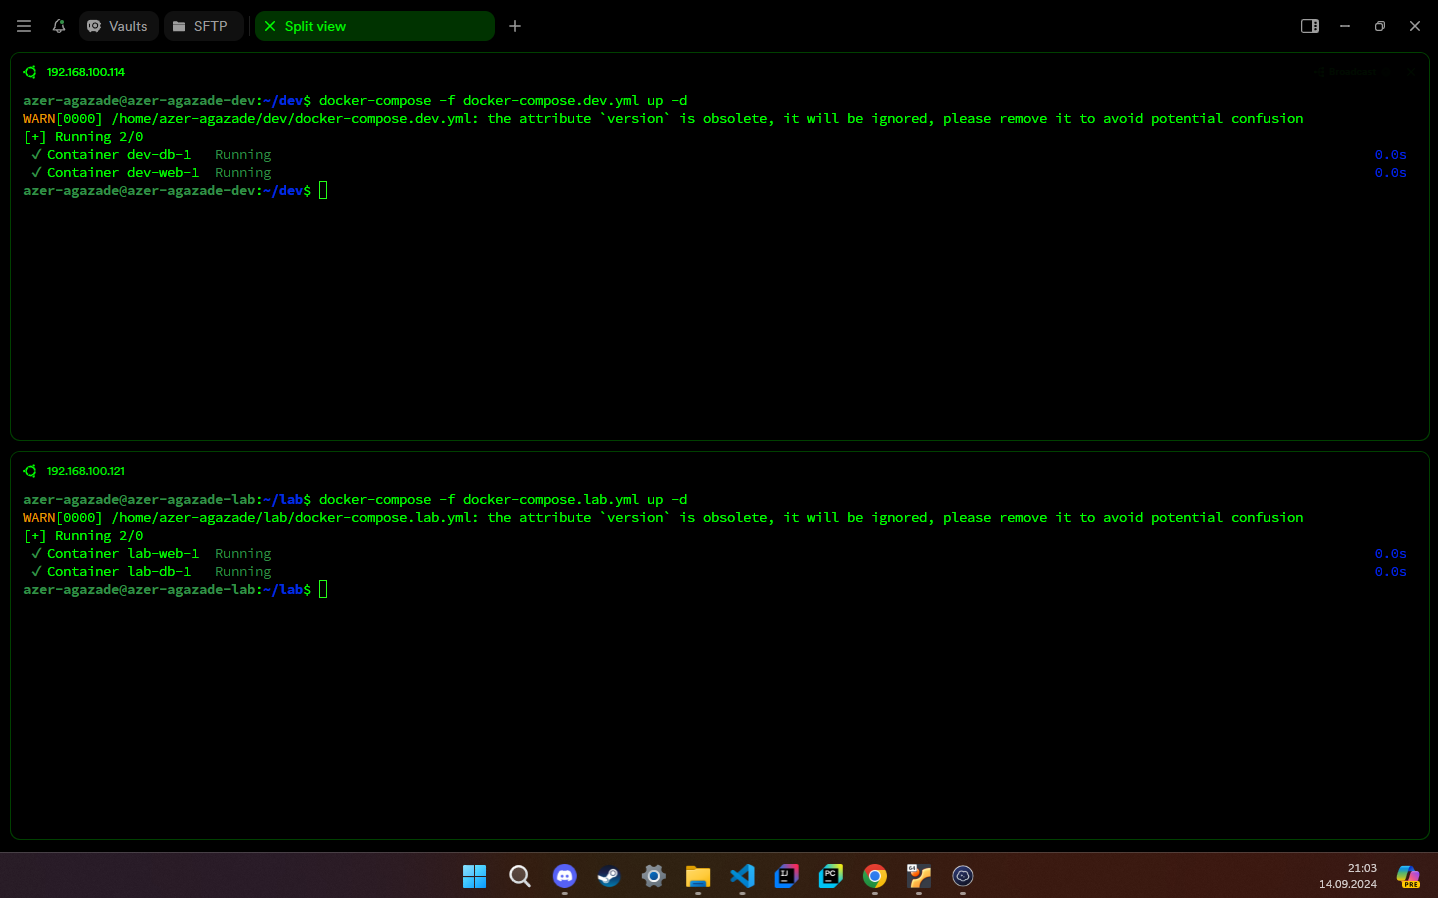 Vaults
SFTP
Split view
192.168.100.114
azer-agazade@azer-agazade-dev:~/dev$ docker-compose -f docker-compose.dev.yml up -d
WARN[0000] /home/azer-agazade/dev/docker-compose.dev.yml: the attribute `version` is obsolete, it will be ignored, please remove it to avoid potential confusion
[+] Running 2/0
✓ Container dev-db-1 Running 0.0s
✓ Container dev-web-1 Running 0.0s
azer-agazade@azer-agazade-dev:~/dev$
192.168.100.121
azer-agazade@azer-agazade-lab:~/lab$ docker-compose -f docker-compose.lab.yml up -d
WARN[0000] /home/azer-agazade/lab/docker-compose.lab.yml: the attribute `version` is obsolete, it will be ignored, please remove it to avoid potential confusion
[+] Running 2/0
✓ Container lab-web-1 Running 0.0s
✓ Container lab-db-1 Running 0.0s
azer-agazade@azer-agazade-lab:~/lab$
IJ
PC
64
21:03
14.09.2024
PRE